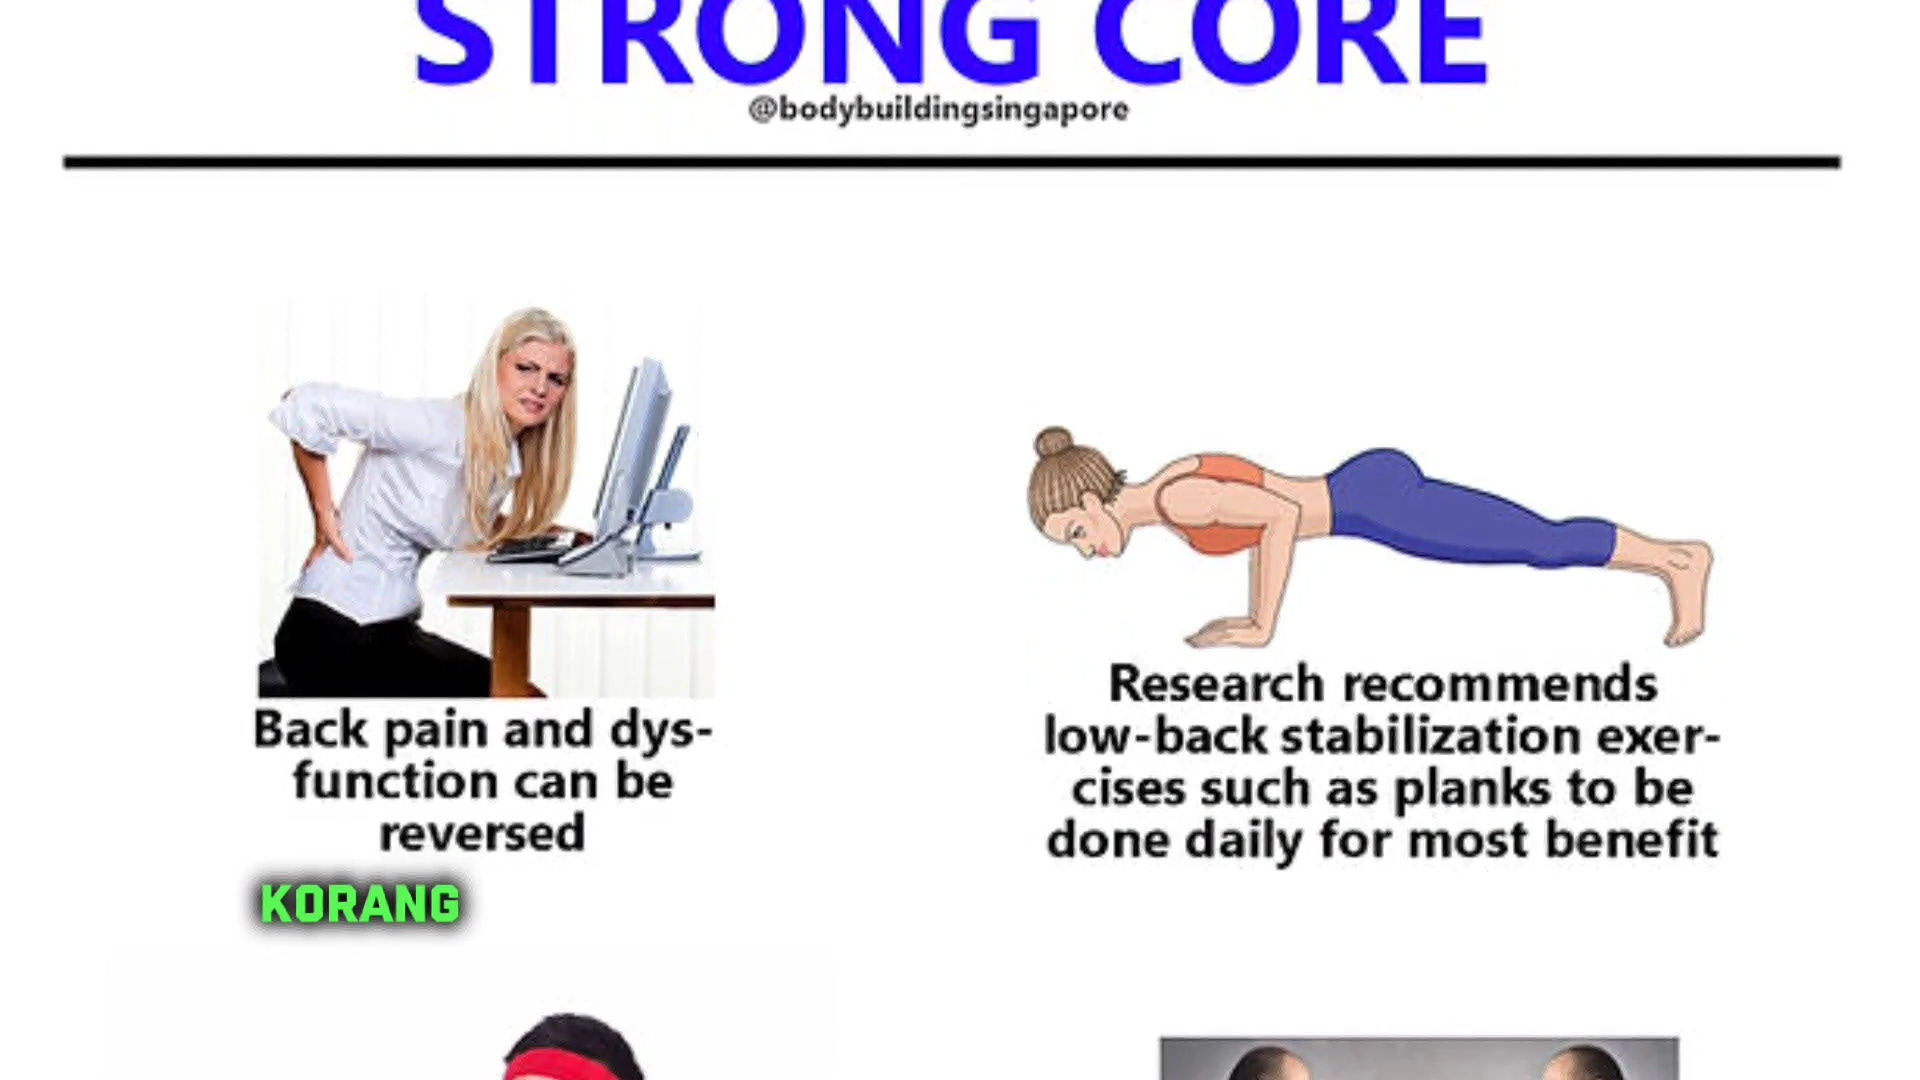 STRONG CORE
@bodybuildingsingapore
Back pain and dys-
function can be
reversed
Research recommends
low-back stabilization exer-
cises such as planks to be
done daily for most benefit
KORANG